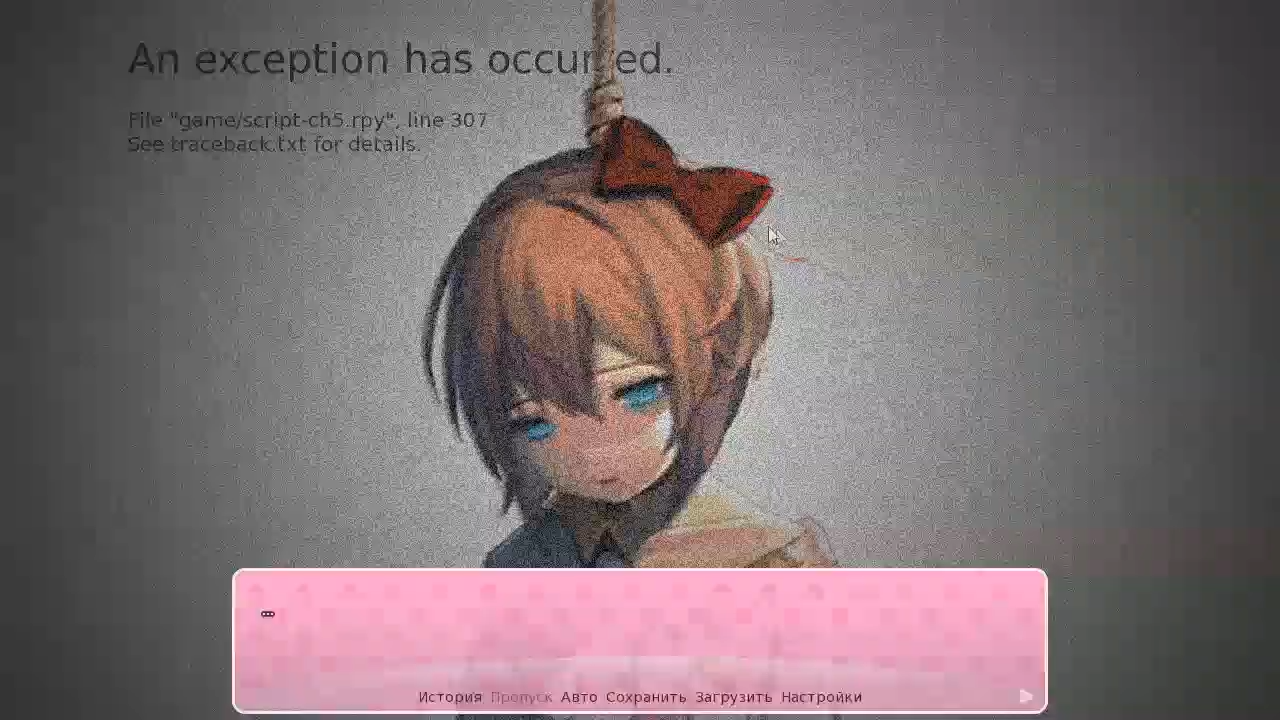 An exception has occurred.
File "game/script-ch5.rpy", line 307
See traceback.txt for details.
...
История Пропуск Авто Сохранить Загрузить Настройки